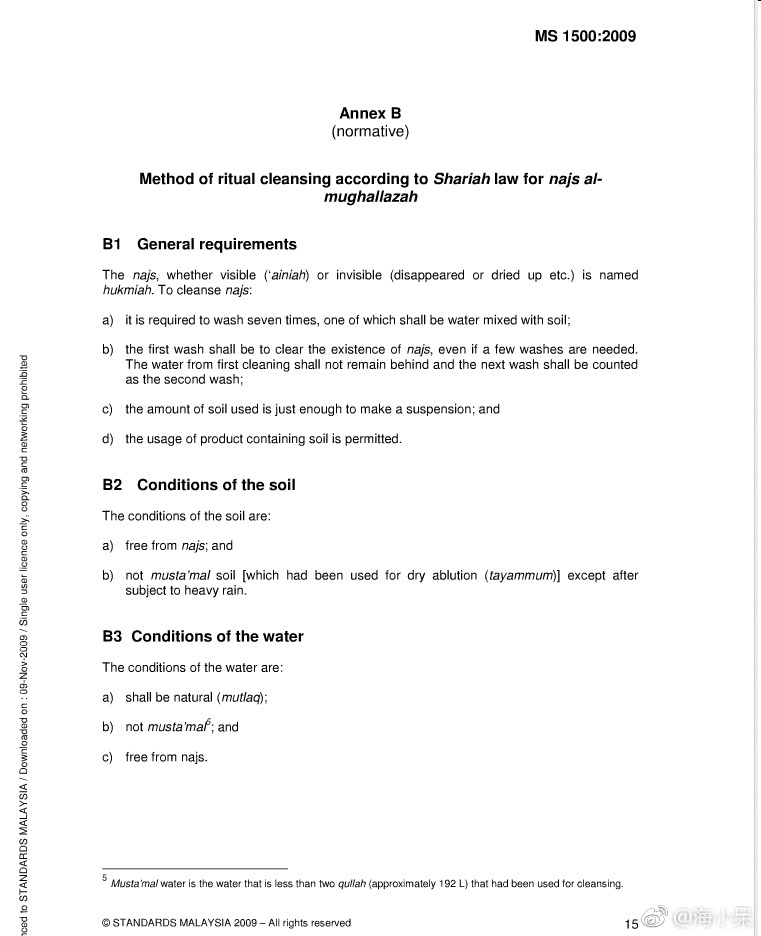 MS 1500:2009
Annex B
(normative)
Method of ritual cleansing according to Shariah law for najs al-
mughallazah
B1 General requirements
The najs, whether visible (‘ainiah) or invisible (disappeared or dried up etc.) is named
hukmiah. To cleanse najs:
a) it is required to wash seven times, one of which shall be water mixed with soil;
b) the first wash shall be to clear the existence of najs, even if a few washes are needed.
The water from first cleaning shall not remain behind and the next wash shall be counted
as the second wash;
c) the amount of soil used is just enough to make a suspension; and
d) the usage of product containing soil is permitted.
B2 Conditions of the soil
The conditions of the soil are:
a) free from najs; and
b) not musta’mal soil [which had been used for dry ablution (tayammum)] except after
subject to heavy rain.
B3 Conditions of the water
The conditions of the water are:
a) shall be natural (mutlaq);
b) not musta’mal5; and
c) free from najs.
5 Musta’mal water is the water that is less than two qullah (approximately 192 L) that had been used for cleansing.
© STANDARDS MALAYSIA 2009 – All rights reserved
15
to STANDARDS MALAYSIA / Downloaded on : 09-Nov-2009 / Single user licence only, copying and networking prohibited
@海小呆